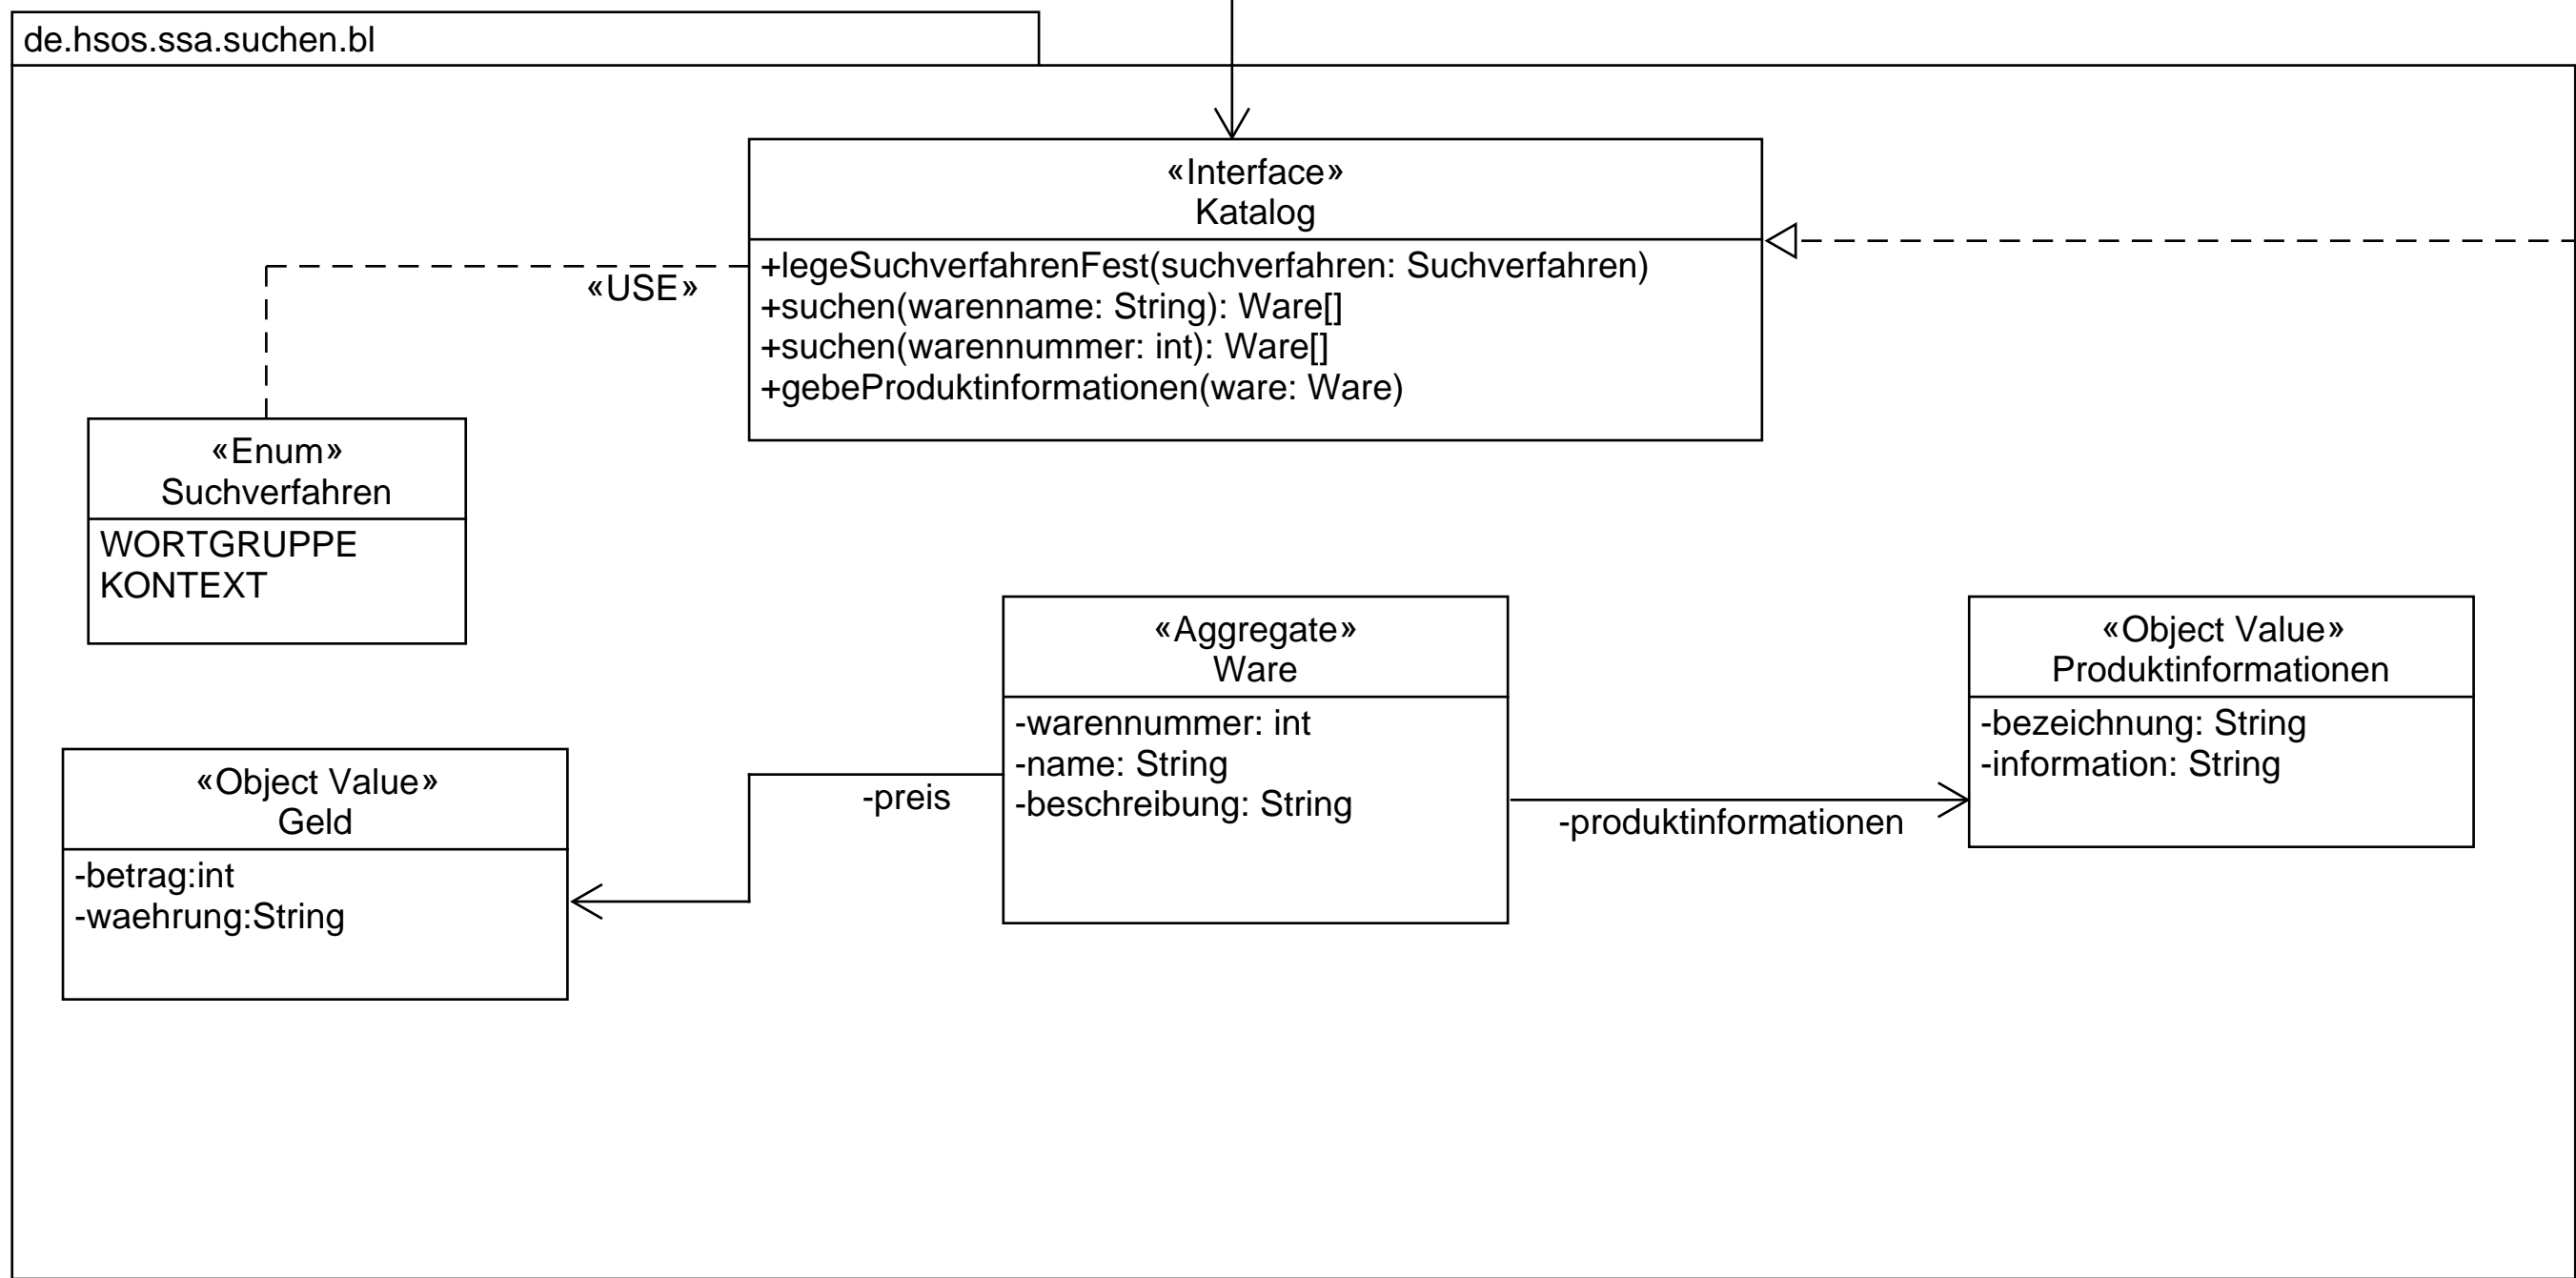 de.hsos.ssa.suchen.bl
«Interface»
Katalog
+legeSuchverfahrenFest(suchverfahren: Suchverfahren)
+suchen(warenname: String): Ware[]
+suchen(warennummer: int): Ware[]
+gebeProduktinformationen(ware: Ware)
«USE»
«Enum»
Suchverfahren
WORTGRUPPE
KONTEXT
«Aggregate»
Ware
-warennummer: int
-name: String
-beschreibung: String
«Object Value»
Produktinformationen
-bezeichnung: String
-information: String
«Object Value»
Geld
-betrag:int
-waehrung:String
-preis
-produktinformationen